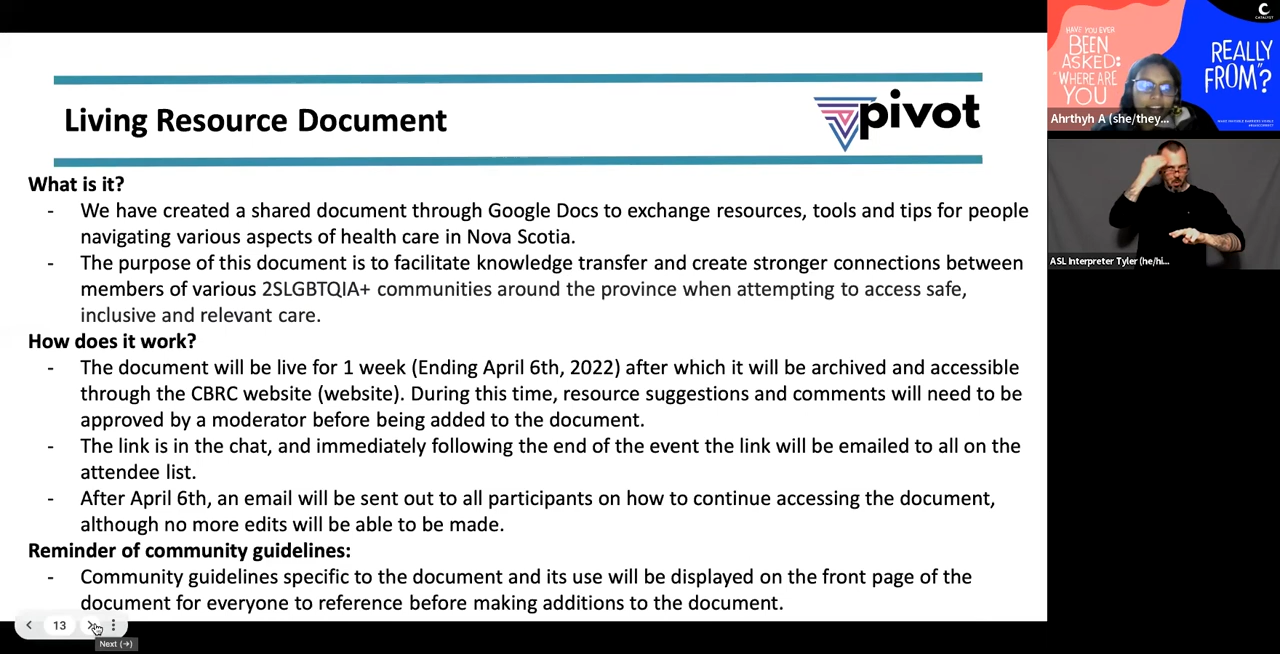 Living Resource Document
pivot
What is it?
- We have created a shared document through Google Docs to exchange resources, tools and tips for people
navigating various aspects of health care in Nova Scotia.
- The purpose of this document is to facilitate knowledge transfer and create stronger connections between
members of various 2SLGBTQIA+ communities around the province when attempting to access safe,
inclusive and relevant care.
How does it work?
- The document will be live for 1 week (Ending April 6th, 2022) after which it will be archived and accessible
through the CBRC website (website). During this time, resource suggestions and comments will need to be
approved by a moderator before being added to the document.
- The link is in the chat, and immediately following the end of the event the link will be emailed to all on the
attendee list.
- After April 6th, an email will be sent out to all participants on how to continue accessing the document,
although no more edits will be able to be made.
Reminder of community guidelines:
- Community guidelines specific to the document and its use will be displayed on the front page of the
document for everyone to reference before making additions to the document.
13
Next (→)
CATALYST
HAVE YOU EVER
BEEN
ASKED:
"WHERE ARE
YOU
REALLY
FROM"?
Ahrthyh A (she/they...
ASL Interpreter Tyler (he/hi...